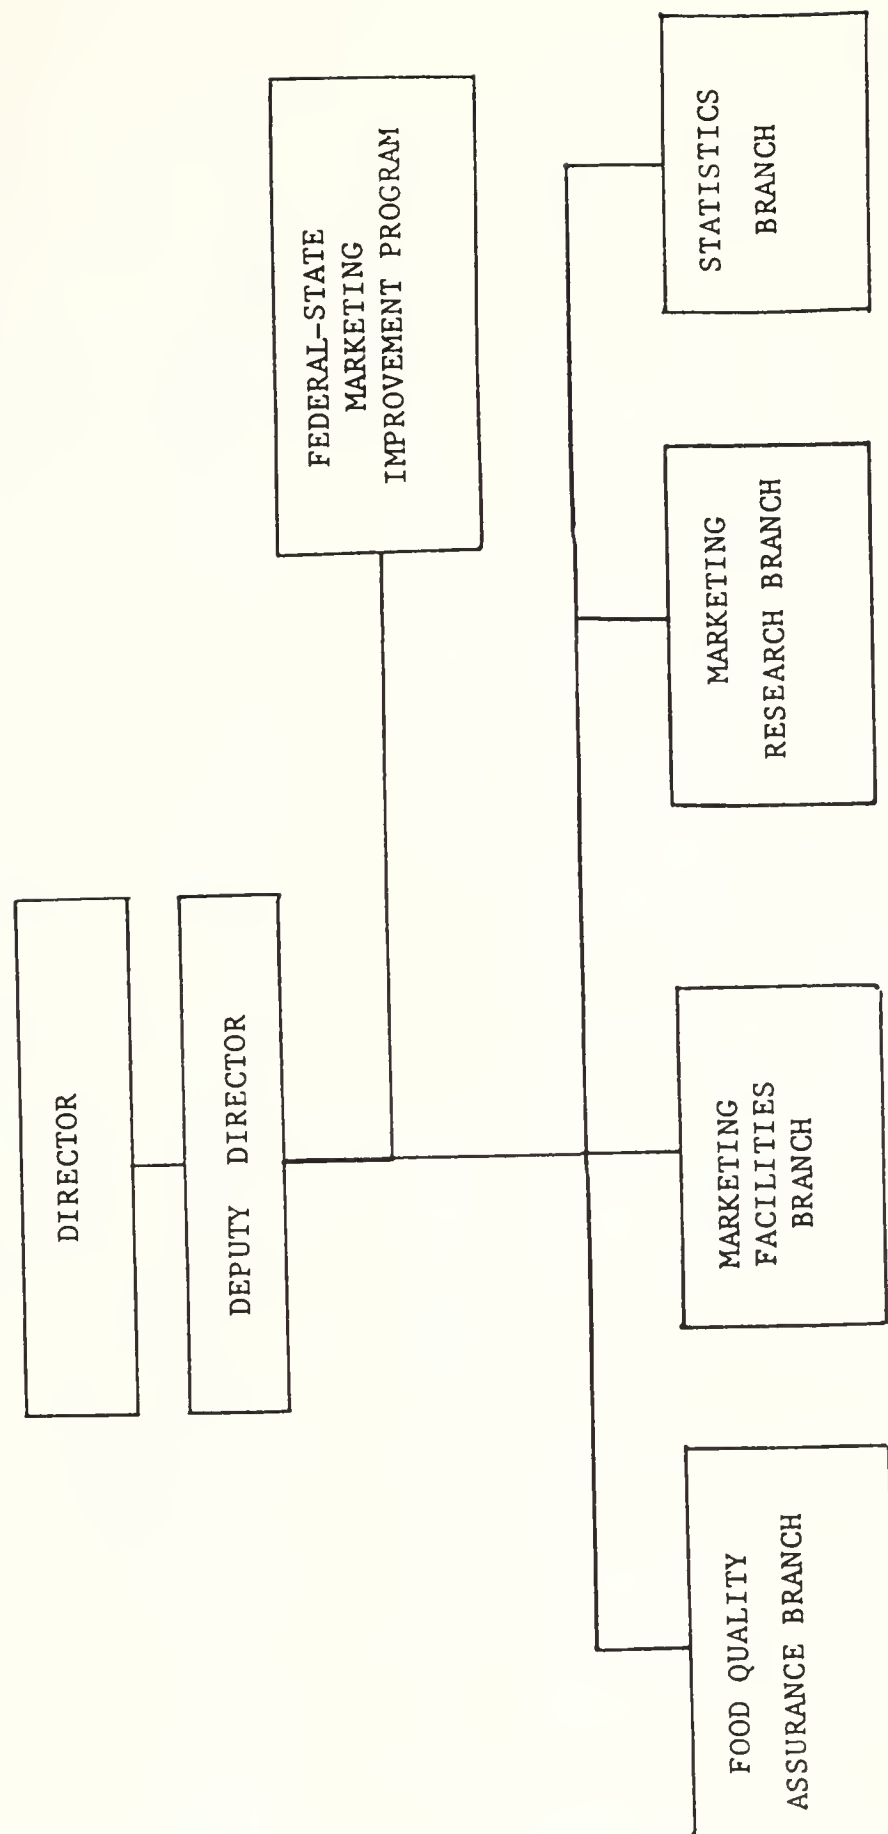 DIRECTOR
DEPUTY DIRECTOR
FEDERAL-STATE
MARKETING
IMPROVEMENT PROGRAM
FOOD QUALITY
ASSURANCE BRANCH
MARKETING
FACILITIES
BRANCH
MARKETING
RESEARCH BRANCH
STATISTICS
BRANCH